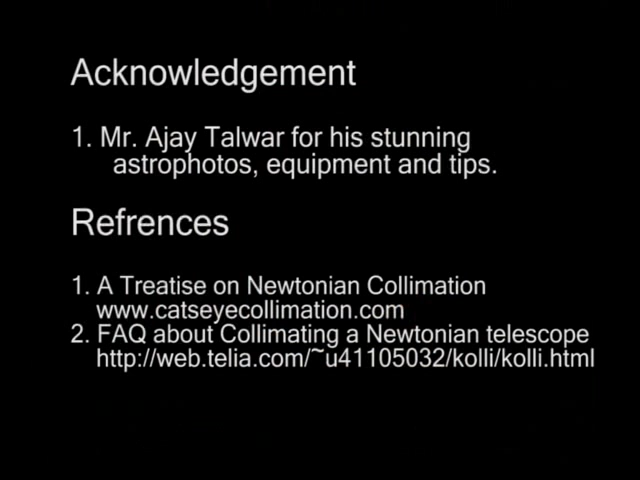 Acknowledgement
1. Mr. Ajay Talwar for his stunning
astrophotos, equipment and tips.
Refrences
1. A Treatise on Newtonian Collimation
www.catseyecollimation.com
2. FAQ about Collimating a Newtonian telescope
http://web.telia.com/~u41105032/kolli/kolli.html